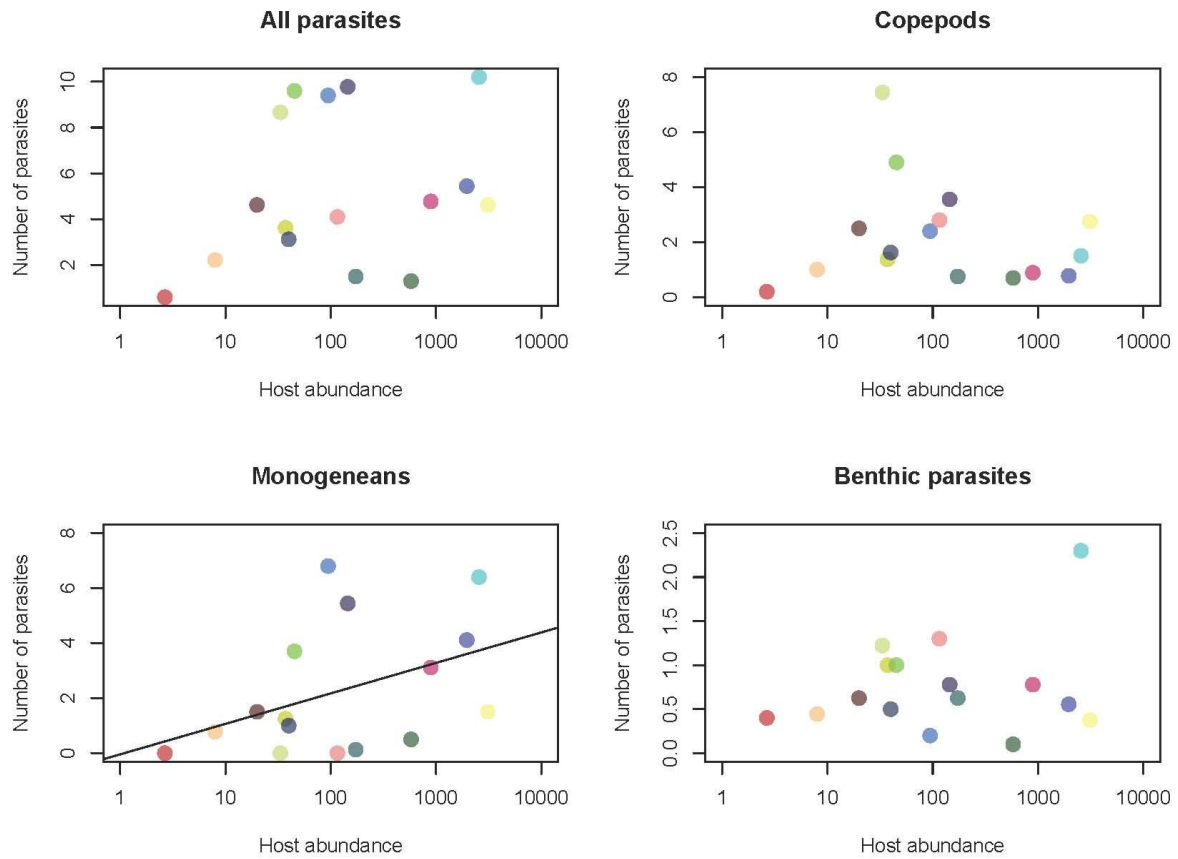 All parasites
Number of parasites
10
8
6
4
2
1 10 100 1000 10000
Host abundance
Copepods
Number of parasites
8
6
4
2
0
1 10 100 1000 10000
Host abundance
Monogeneans
Number of parasites
8
6
4
2
0
1 10 100 1000 10000
Host abundance
Benthic parasites
Number of parasites
2.5
2.0
1.5
1.0
0.5
0.0
1 10 100 1000 10000
Host abundance